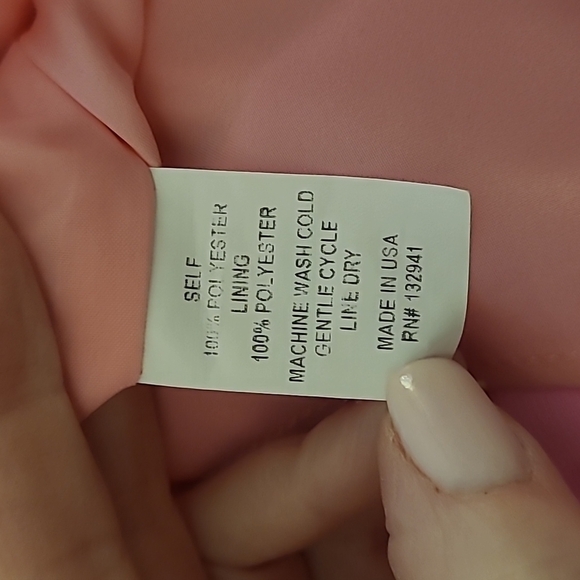 SELF
100% POLYESTER
LINING
100% POLYESTER
MACHINE WASH COLD
GENTLE CYCLE
LINE DRY
MADE IN USA
RN# 132941